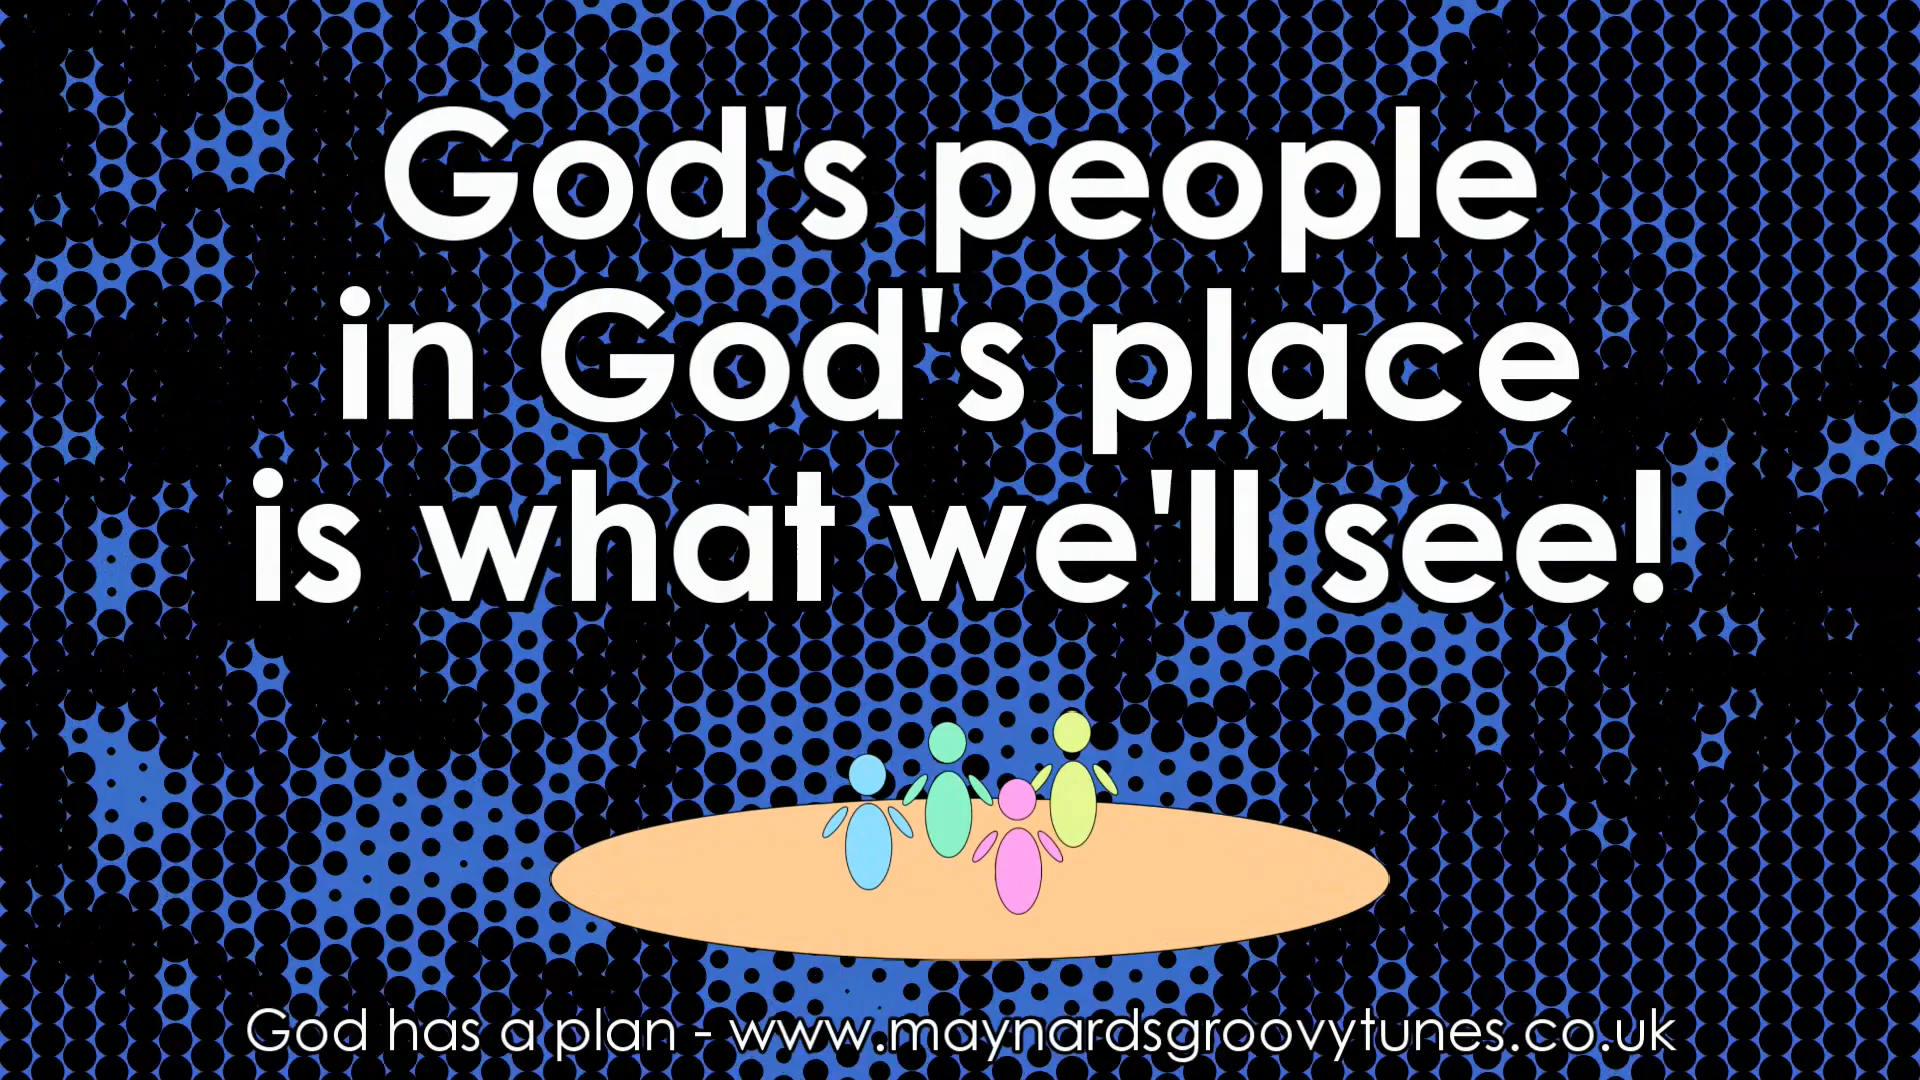 God's people
in God's place
is what we'll see!
God has a plan - www.maynardsgroovytunes.co.uk